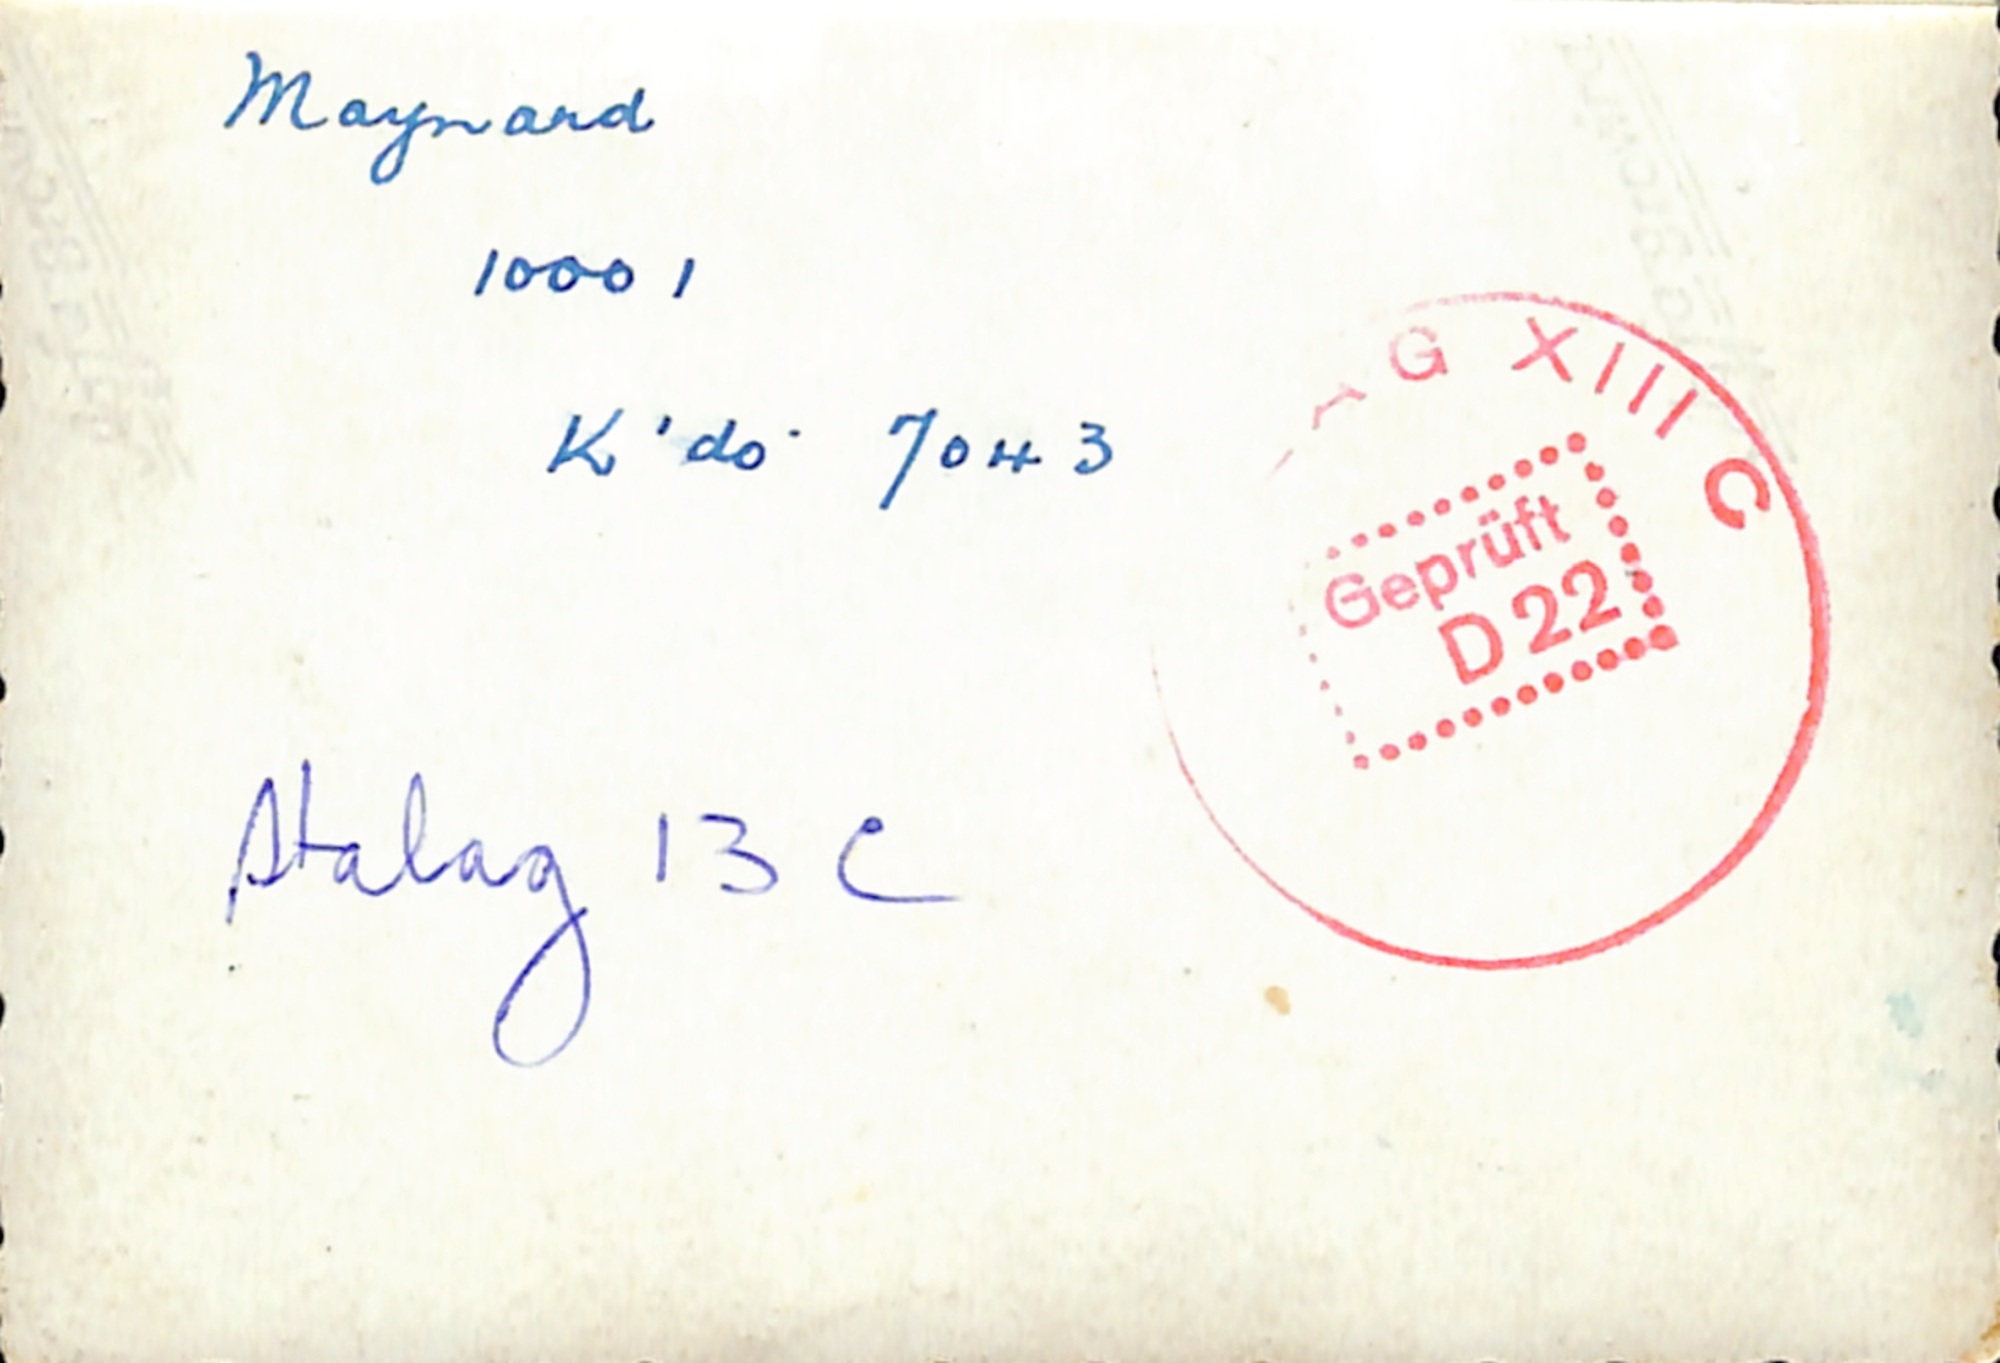 Maynard
10001
K'do· 7043
G XIII C
Geprüft
D 22
Stalag 13 C